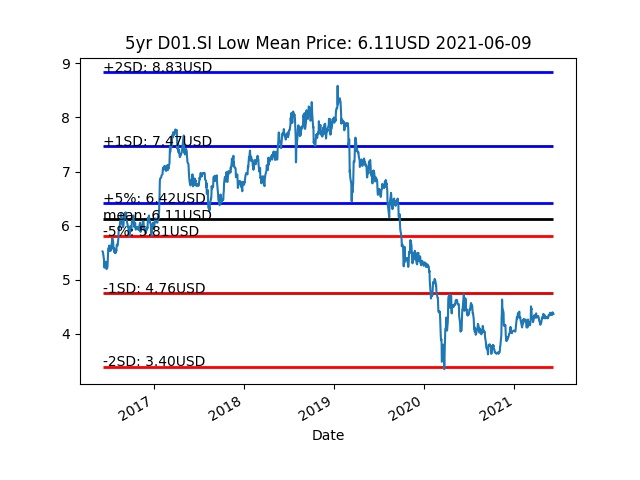 5yr D01.SI Low Mean Price: 6.11USD 2021-06-09
9
+2SD: 8.83USD
8
+1SD: 7.47USD
7
+5%: 6.42USD
mean: 6.11USD
6
-5%: 5.81USD
5
-1SD: 4.76USD
4
-2SD: 3.40USD
2017
2018
2019
2020
2021
Date